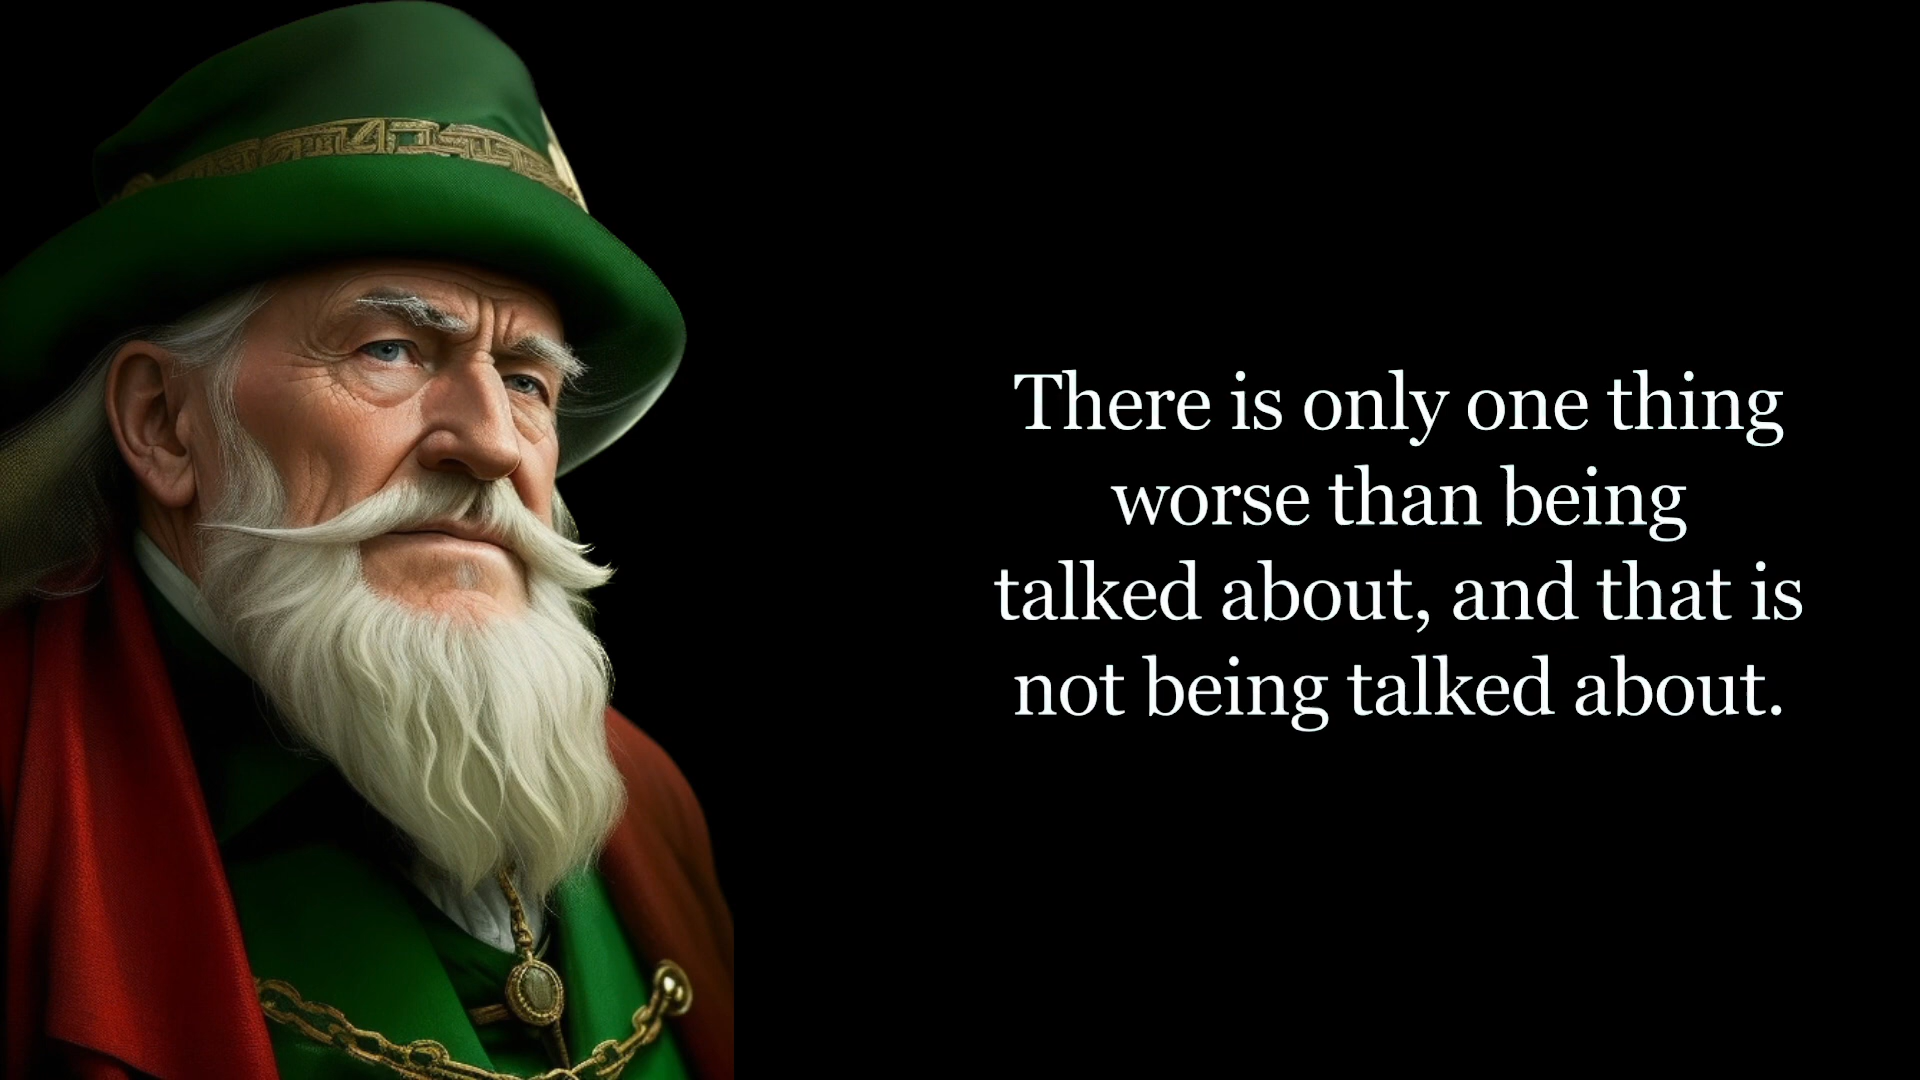 There is only one thing
worse than being
talked about, and that is
not being talked about.